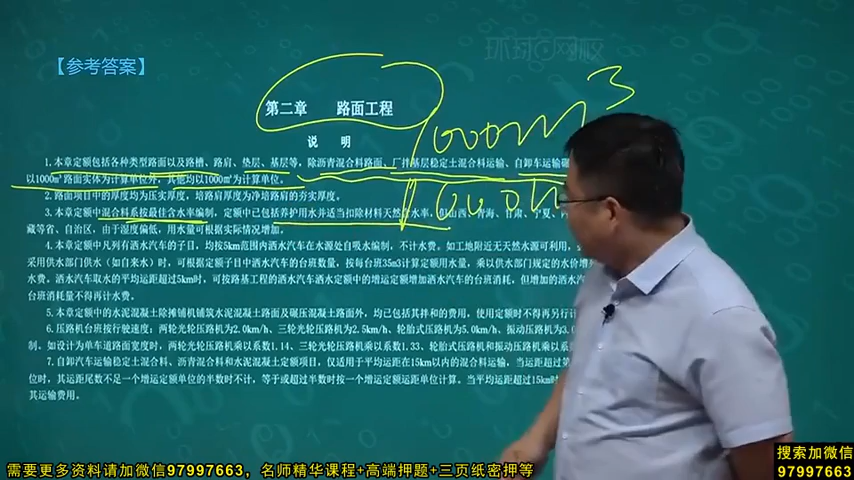 【参考答案】
环球网校
1000m³
1000m
第二章 路面工程
说 明
1.本章定额包括各种类型路面以及路槽、路肩、垫层、基层等，除沥青混合料路面、厂拌基层稳定土混合料运输、自卸车运输
以1000m³路面实体为计算单位外，其他均以1000m²为计算单位。
2.路面项目中的厚度均为压实厚度，培路肩厚度为净培路肩的夯实厚度。
3.本章定额中混合料系按最佳含水率编制，定额中已包括养护用水并适当扣除材料天然含水率，但山西、青海、甘肃、宁夏、
藏等省、自治区，由于湿度偏低，用水量可根据实际情况增加。
4.本章定额中凡列有洒水汽车的子目，均按5km范围内洒水汽车在水源处自吸水编制，不计水费。如工地附近无天然水源可利用，
采用供水部门供水（如自来水）时，可根据定额子目中洒水汽车的台班数量，按每台班35m3计算定额用水量，乘以供水部门规定的水价增
水费。洒水汽车取水的平均运距超过5km时，可按路基工程的洒水汽车洒水定额中的增运定额增加洒水汽车的台班消耗，但增加的洒水汽
台班消耗量不得再计水费。
5.本章定额中的水泥混凝土除摊铺机铺筑水泥混凝土路面及碾压混凝土路面外，均已包括其拌和的费用，使用定额时不得再另行计
6.压路机台班按行驶速度：两轮光轮压路机为2.0km/h、三轮光轮压路机为2.5km/h、轮胎式压路机为5.0km/h、振动压路机为3.0
制。如设计为单车道路面宽度时，两轮光轮压路机乘以系数1.14、三轮光轮压路机乘以系数1.33、轮胎式压路机和振动压路机乘以系
7.自卸汽车运输稳定土混合料、沥青混合料和水泥混凝土定额项目，仅适用于平均运距在15km以内的混合料运输，当运距超过第
位时，其运距尾数不足一个增运定额单位的半数时不计，等于或超过半数时按一个增运定额运距单位计算。当平均运距超过15km时
其运输费用。
需要更多资料请加微信97997663，名师精华课程+高端押题+三页纸密押等
搜索加微信
97997663